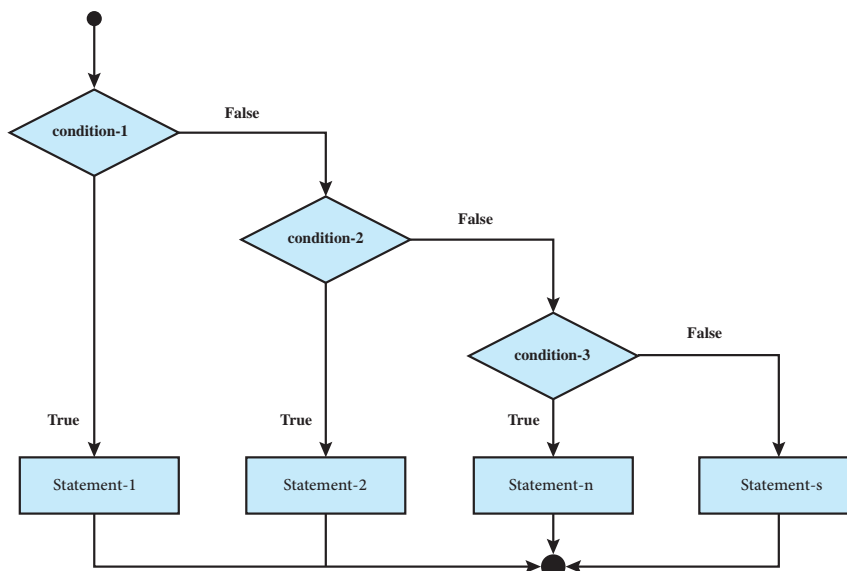 condition-1
False
condition-2
False
condition-3
False
True
True
True
Statement-1
Statement-2
Statement-n
Statement-s